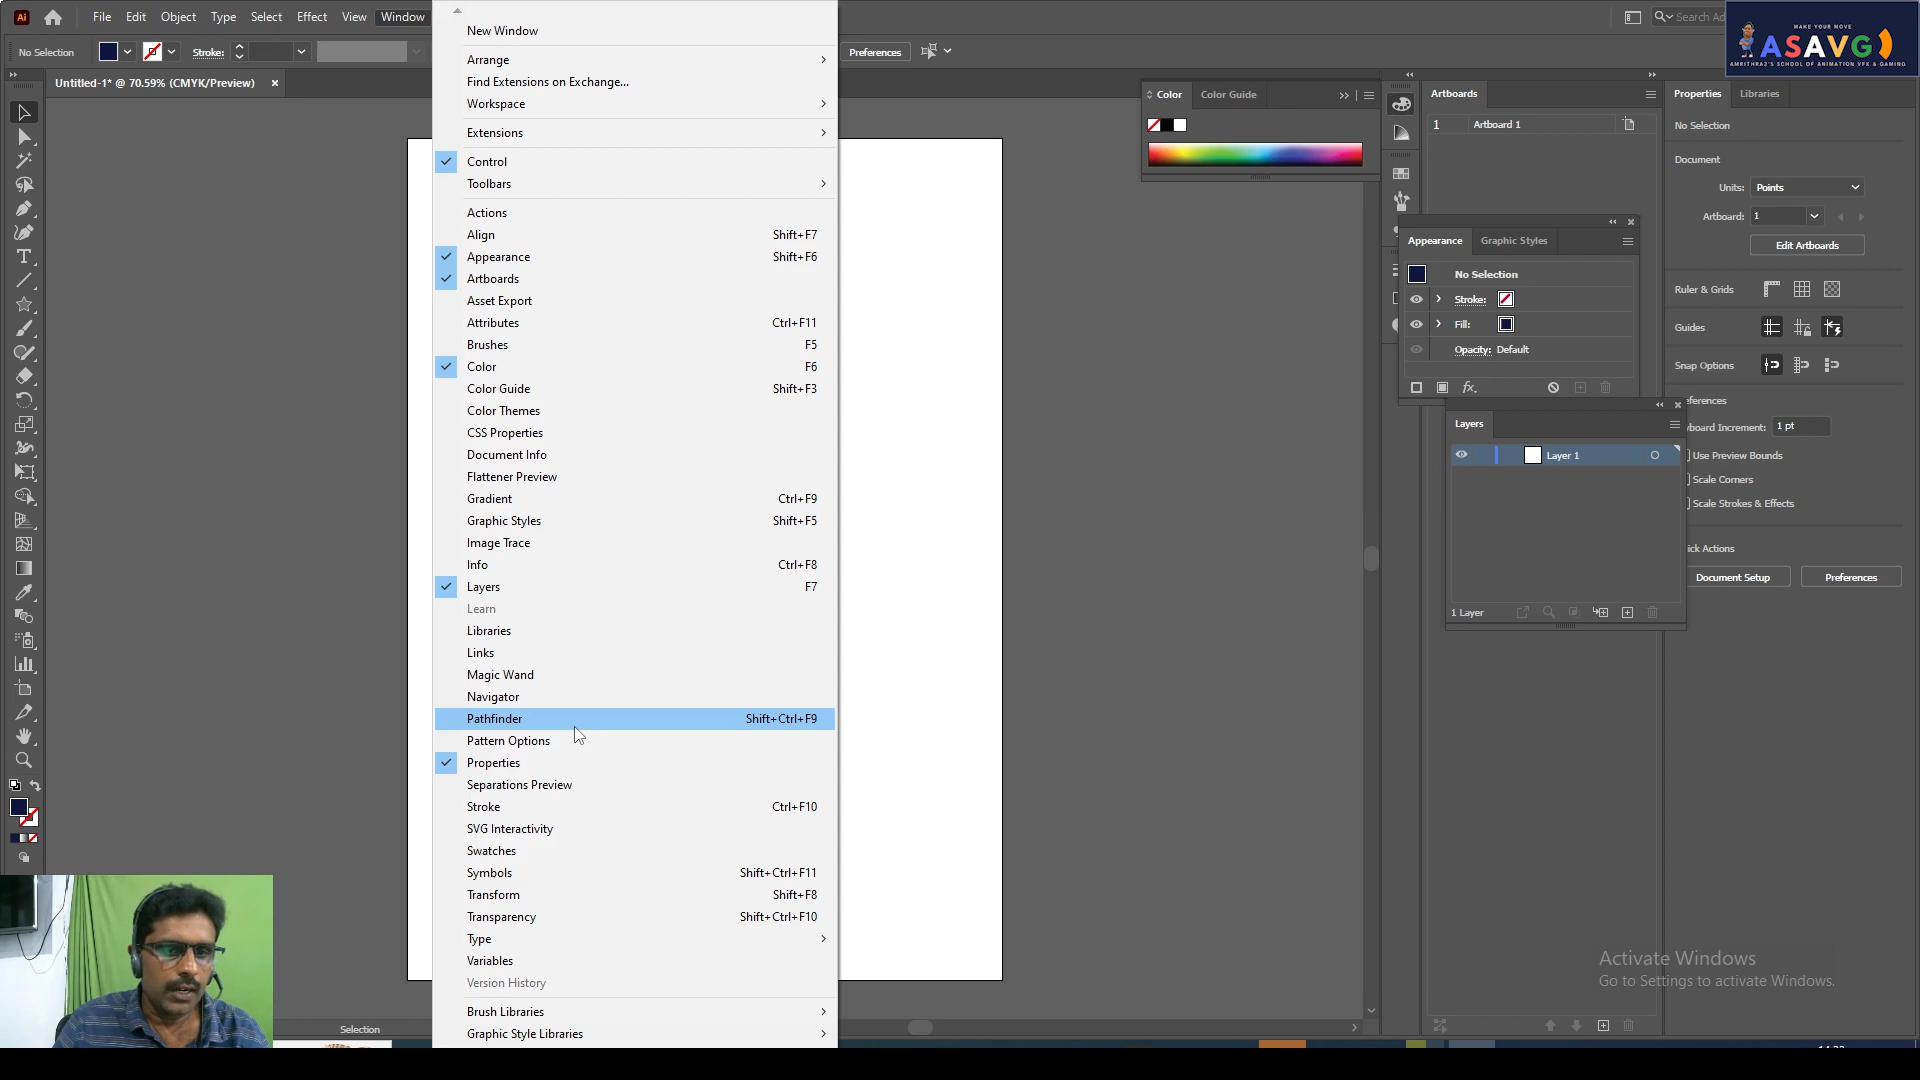 Ai
File Edit Object Type Select Effect View Window
Search Ad
MAKE YOUR MOVE
ASAVG
AMRITHRAJ'S SCHOOL OF ANIMATION VFX & GAMING
No Selection
Stroke:
Preferences
Untitled-1* @ 70.59% (CMYK/Preview) ×
New Window
Arrange
Find Extensions on Exchange...
Workspace
Extensions
Control
Toolbars
Actions
Align Shift+F7
Appearance Shift+F6
Artboards
Asset Export
Attributes Ctrl+F11
Brushes F5
Color F6
Color Guide Shift+F3
Color Themes
CSS Properties
Document Info
Flattener Preview
Gradient Ctrl+F9
Graphic Styles Shift+F5
Image Trace
Info Ctrl+F8
Layers F7
Learn
Libraries
Links
Magic Wand
Navigator
Pathfinder Shift+Ctrl+F9
Pattern Options
Properties
Separations Preview
Stroke Ctrl+F10
SVG Interactivity
Swatches
Symbols Shift+Ctrl+F11
Transform Shift+F8
Transparency Shift+Ctrl+F10
Type
Variables
Version History
Brush Libraries
Graphic Style Libraries
Selection
Color Color Guide
Artboards
1 Artboard 1
Appearance Graphic Styles
No Selection
Stroke:
Fill:
Opacity: Default
fx.
Layers
Layer 1
1 Layer
Properties Libraries
No Selection
Document
Units: Points
Artboard: 1
Edit Artboards
Ruler & Grids
Guides
Snap Options
eferences
yboard Increment: 1 pt
Use Preview Bounds
Scale Corners
Scale Strokes & Effects
ick Actions
Document Setup Preferences
Activate Windows
Go to Settings to activate Windows.